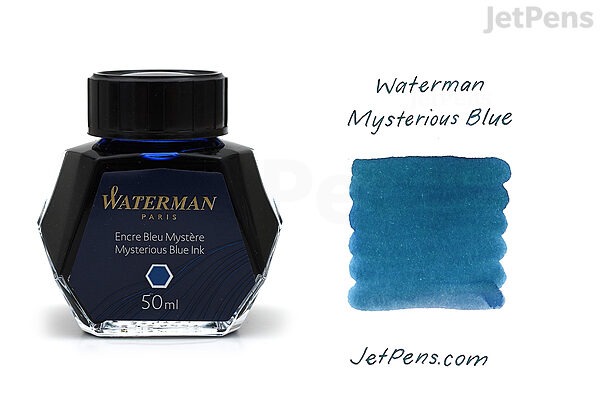 JetPens
WATERMAN
PARIS
Encre Bleu Mystère
Mysterious Blue Ink
50ml
Waterman
Mysterious Blue
JetPens.com